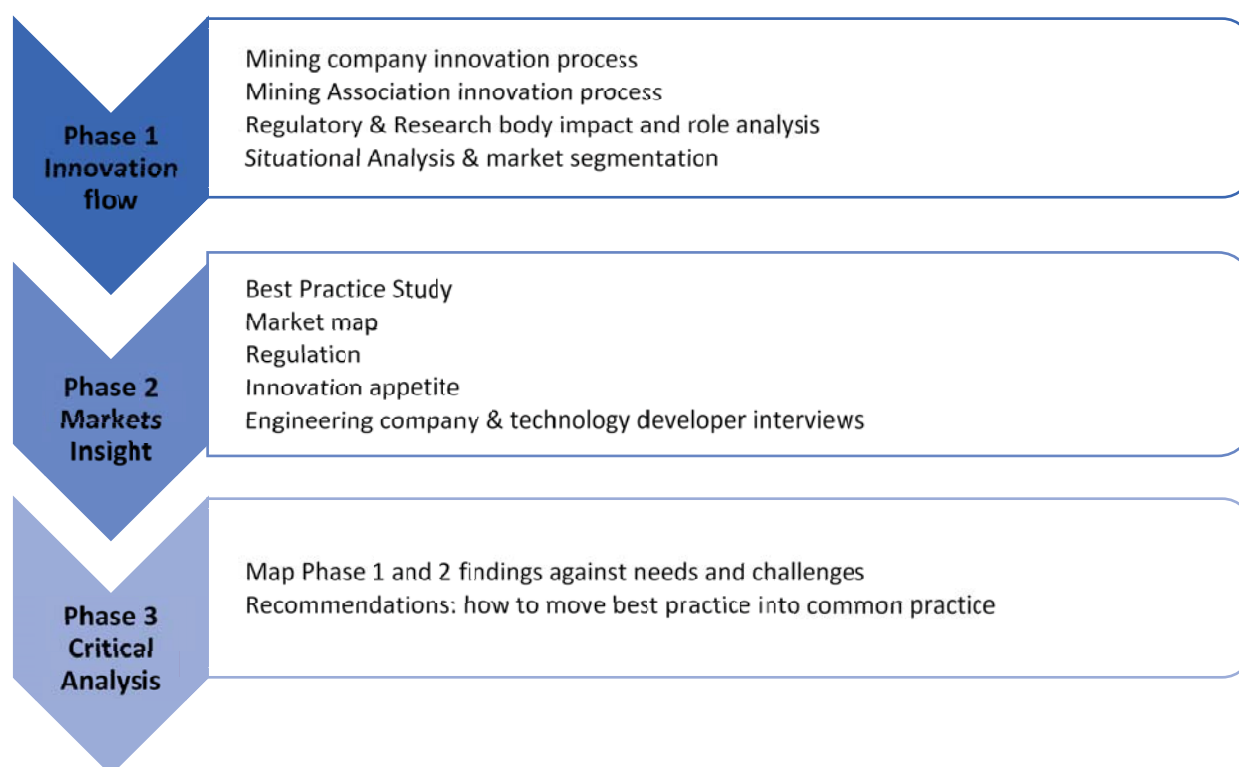 Phase 1
Innovation
flow
Mining company innovation process
Mining Association innovation process
Regulatory & Research body impact and role analysis
Situational Analysis & market segmentation
Phase 2
Markets
Insight
Best Practice Study
Market map
Regulation
Innovation appetite
Engineering company & technology developer interviews
Phase 3
Critical
Analysis
Map Phase 1 and 2 findings against needs and challenges
Recommendations: how to move best practice into common practice